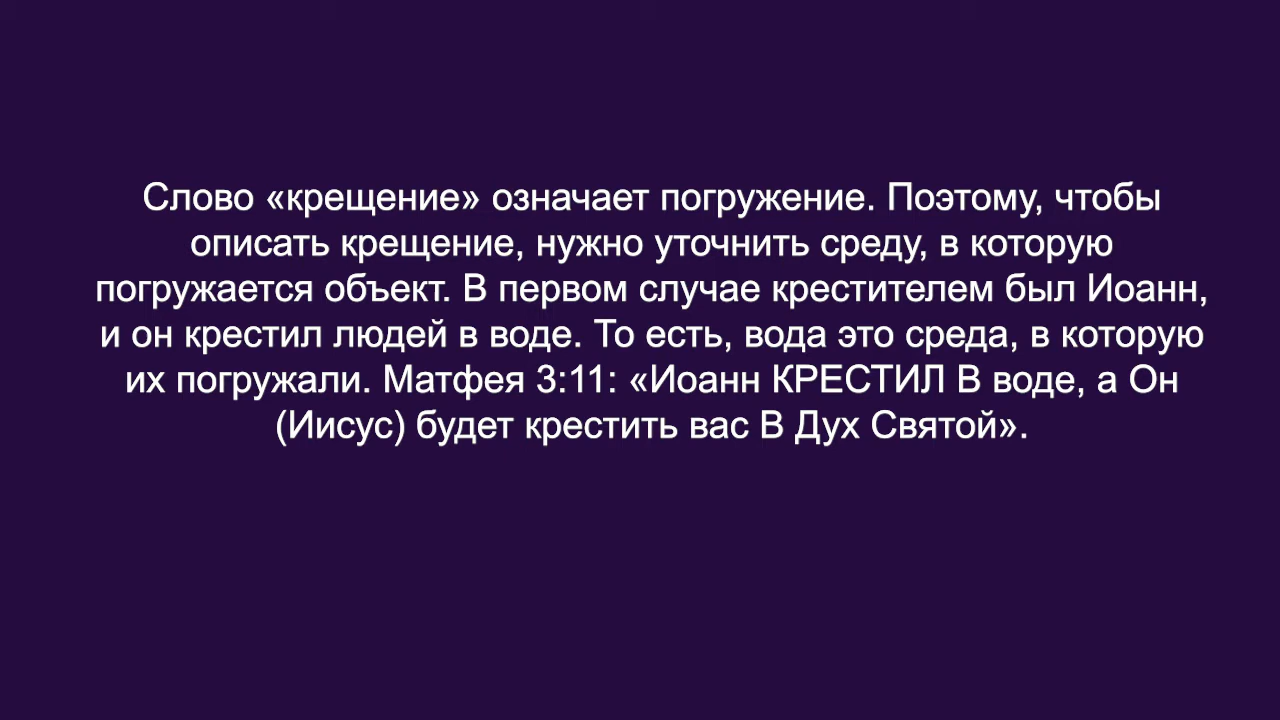 Слово «крещение» означает погружение. Поэтому, чтобы
описать крещение, нужно уточнить среду, в которую
погружается объект. В первом случае крестителем был Иоанн,
и он крестил людей в воде. То есть, вода это среда, в которую
их погружали. Матфея 3:11: «Иоанн КРЕСТИЛ В воде, а Он
(Иисус) будет крестить вас В Дух Святой».